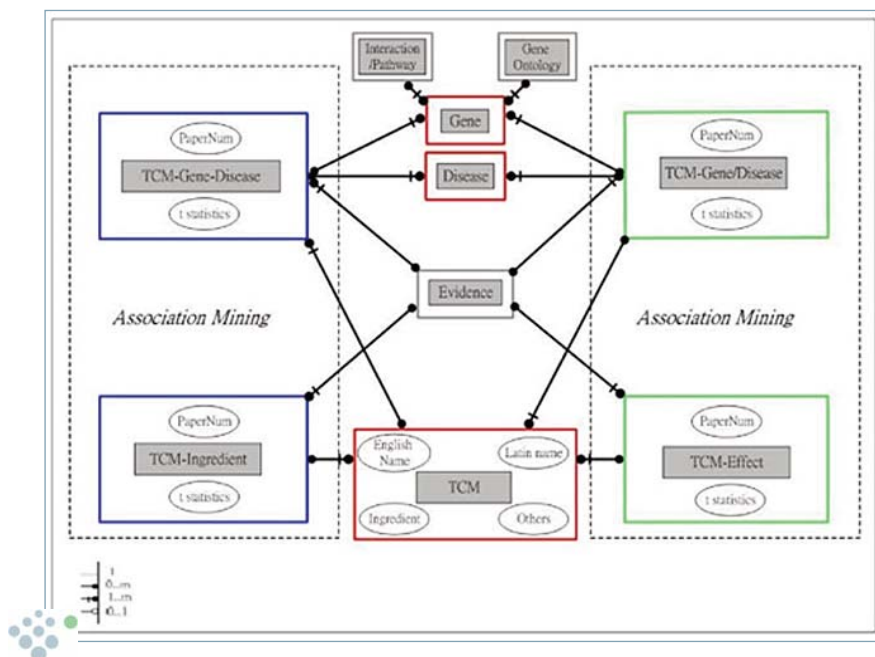 Interaction
/Pathway
Gene
Ontology
Gene
Disease
PaperNum
TCM-Gene-Disease
t statistics
PaperNum
TCM-Gene/Disease
t statistics
Evidence
Association Mining
Association Mining
PaperNum
TCM-Ingredient
t statistics
English
Name
Latin name
TCM
Ingredient
Others
PaperNum
TCM-Effect
t statistics
1
0...m
1...m
0...1